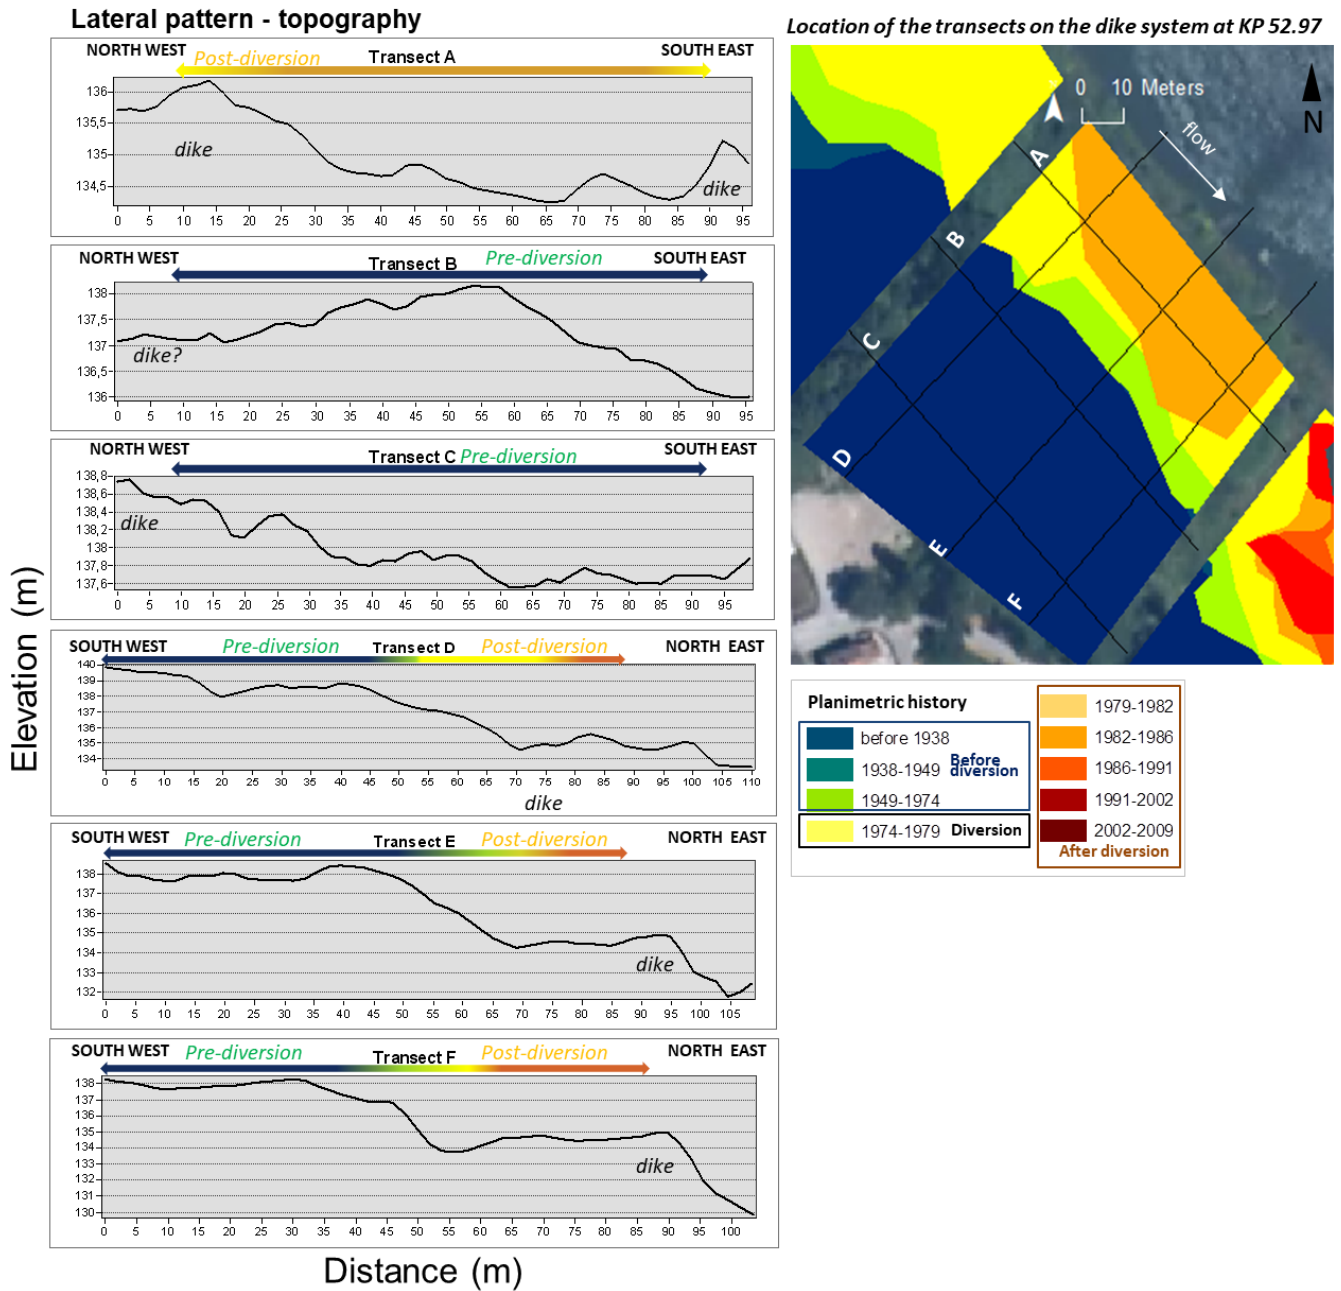 Lateral pattern - topography
NORTH WEST
Post-diversion
Transect A
SOUTH EAST
136
135,5
135
134,5
dike
dike
0 5 10 15 20 25 30 35 40 45 50 55 60 65 70 75 80 85 90 95
NORTH WEST
Transect B
Pre-diversion
SOUTH EAST
138
137,5
137
136,5
136
dike?
0 5 10 15 20 25 30 35 40 45 50 55 60 65 70 75 80 85 90 95
NORTH WEST
Transect C
Pre-diversion
SOUTH EAST
138,8
138,6
138,4
138,2
138
137,8
137,6
dike
0 5 10 15 20 25 30 35 40 45 50 55 60 65 70 75 80 85 90 95
SOUTH WEST
Pre-diversion
Transect D
Post-diversion
NORTH EAST
140
139
138
137
136
135
134
0 5 10 15 20 25 30 35 40 45 50 55 60 65 70 75 80 85 90 95 100 105 110
dike
SOUTH WEST
Pre-diversion
Transect E
Post-diversion
NORTH EAST
138
137
136
135
134
133
132
dike
0 5 10 15 20 25 30 35 40 45 50 55 60 65 70 75 80 85 90 95 100 105
SOUTH WEST
Pre-diversion
Transect F
Post-diversion
NORTH EAST
138
137
136
135
134
133
132
131
130
dike
0 5 10 15 20 25 30 35 40 45 50 55 60 65 70 75 80 85 90 95 100
Elevation (m)
Distance (m)
Location of the transects on the dike system at KP 52.97
0 10 Meters
N
flow
A
B
C
D
E
F
Planimetric history
before 1938
1938-1949
1949-1974
Before diversion
1974-1979 Diversion
1979-1982
1982-1986
1986-1991
1991-2002
2002-2009
After diversion